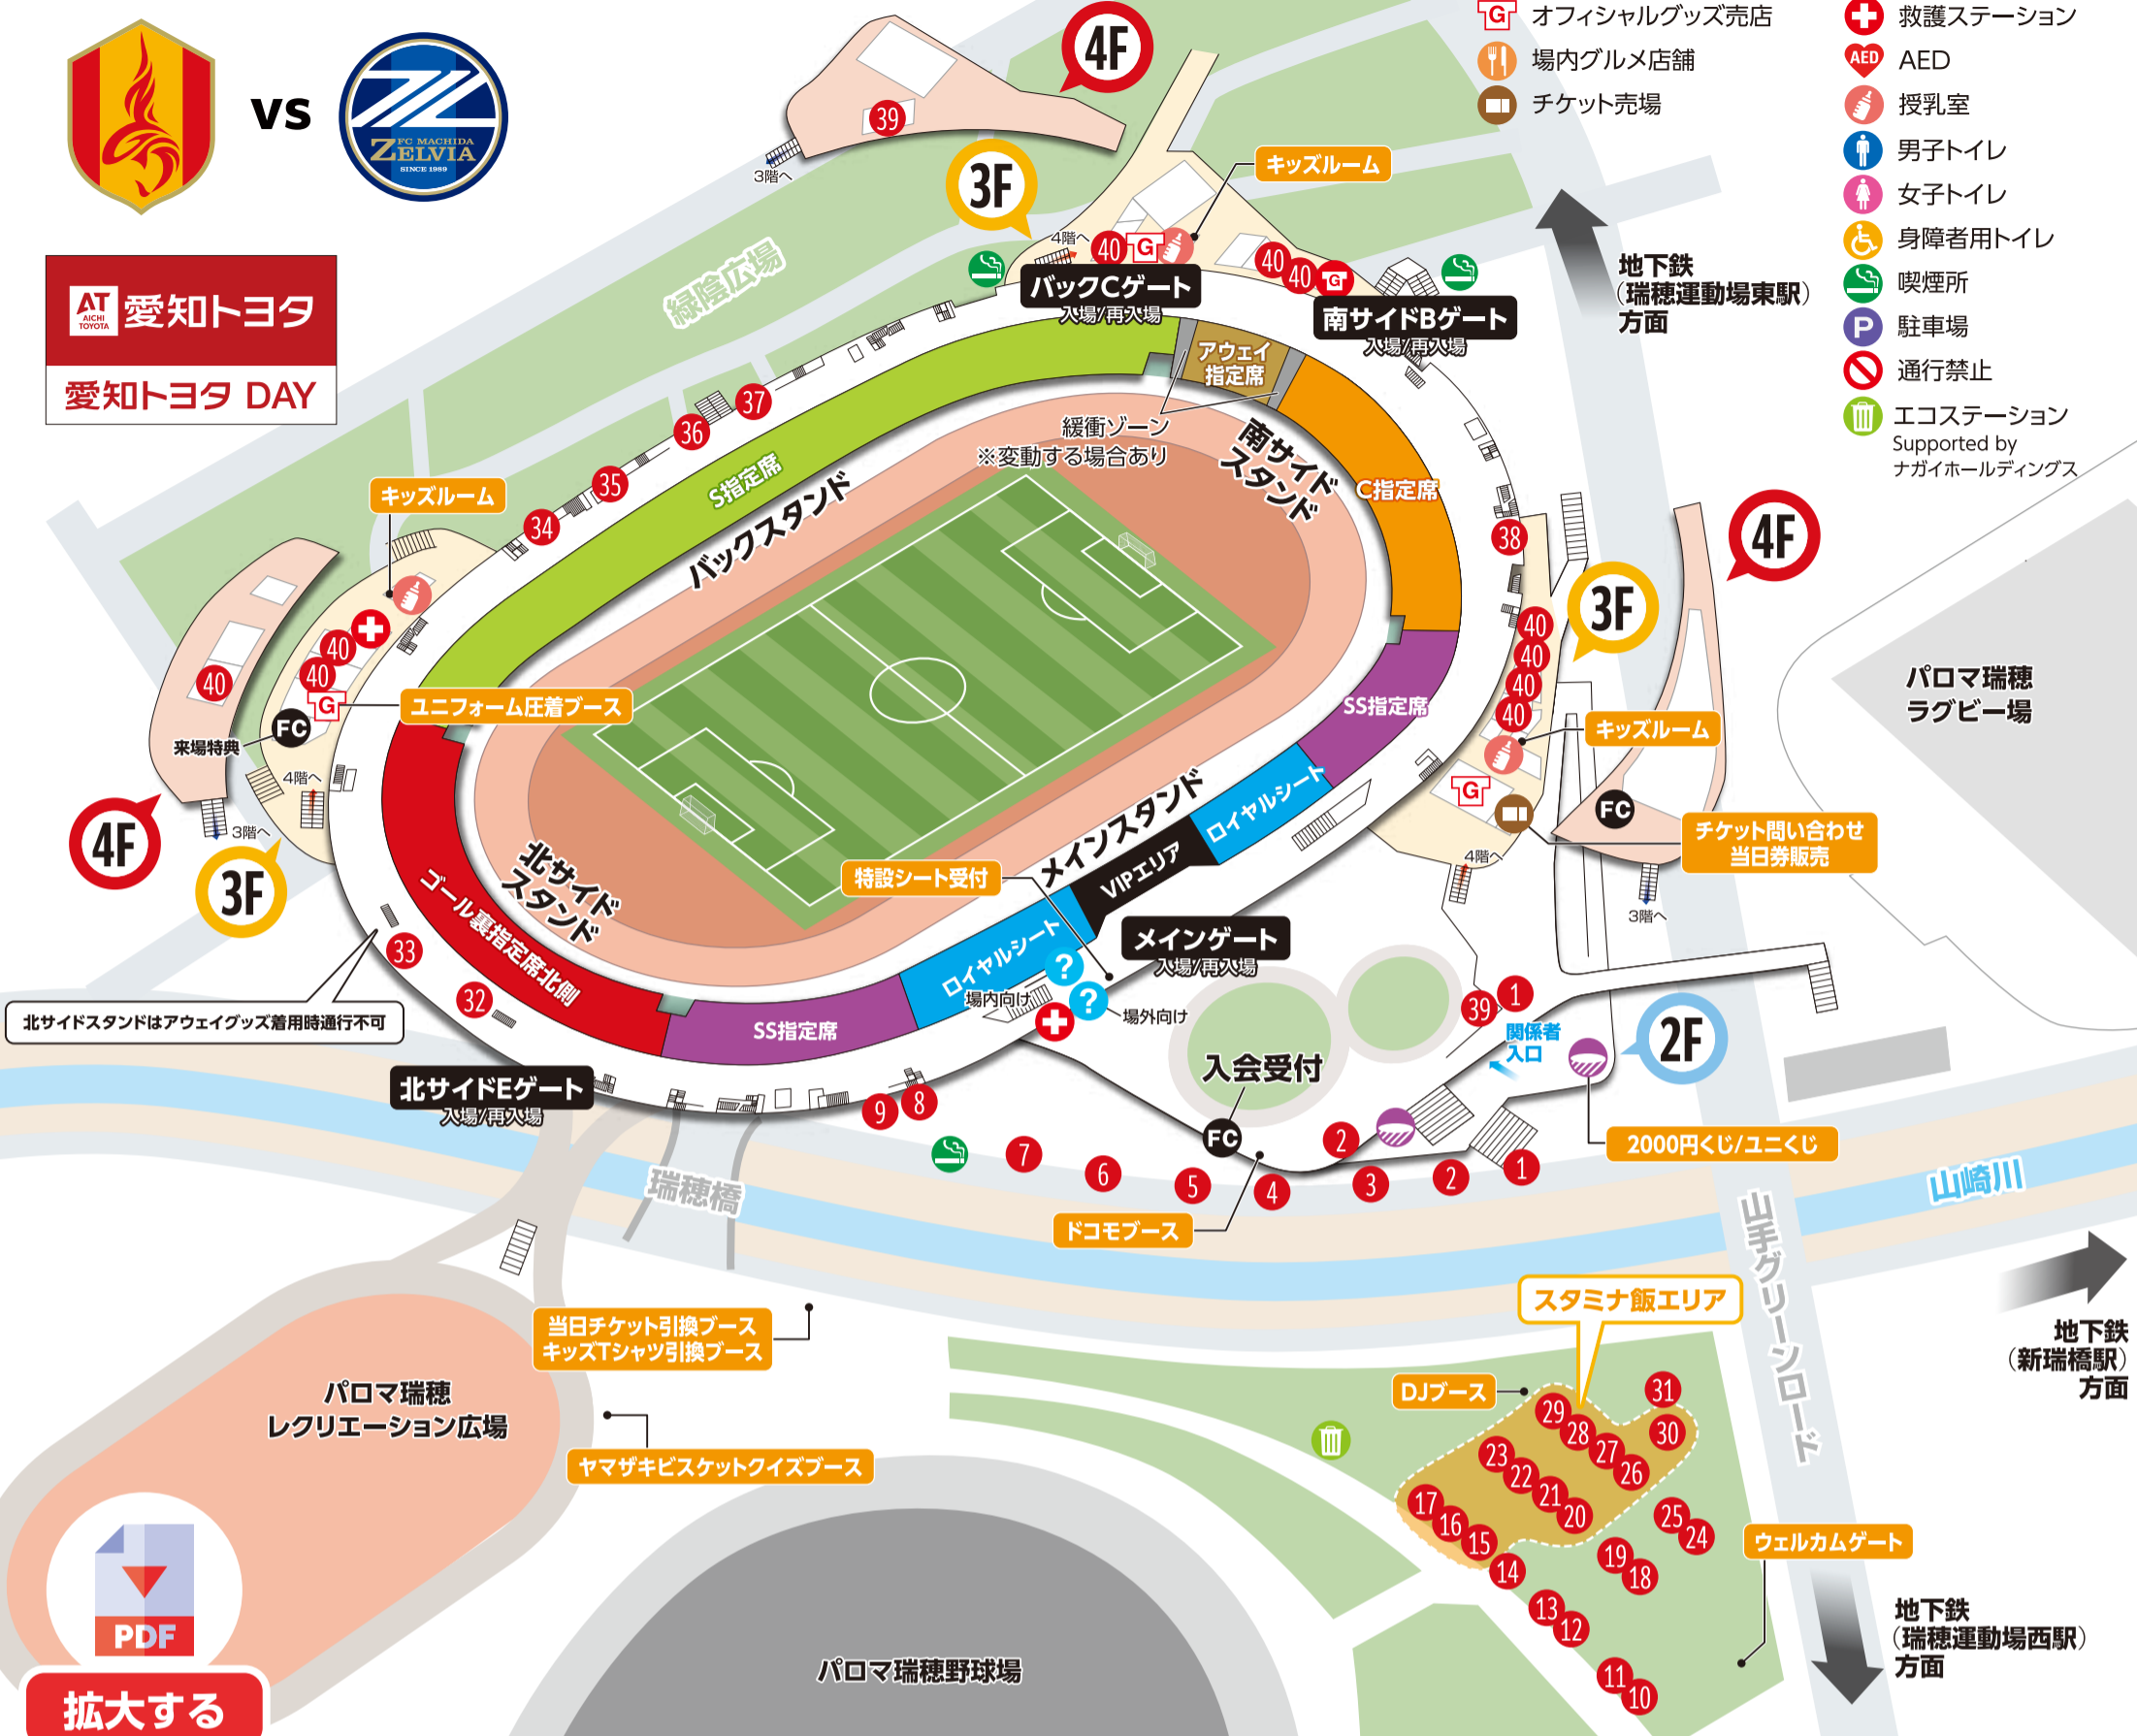 vs
FC MACHIDA
ZELVIA
SINCE 1989
AT
AICHI
TOYOTA
愛知トヨタ
愛知トヨタ DAY
G
オフィシャルグッズ売店
場内グルメ店舗
チケット売場
救護ステーション
AED
AED
授乳室
男子トイレ
女子トイレ
身障者用トイレ
喫煙所
P
駐車場
通行禁止
エコステーション
Supported by
ナガイホールディングス
4F
39
3階へ
3F
キッズルーム
4階へ
40
G
40
40
G
バックCゲート
入場/再入場
南サイドBゲート
入場/再入場
地下鉄
(瑞穂運動場東駅)
方面
緑陰広場
アウェイ
指定席
緩衝ゾーン
※変動する場合あり
南サイド
スタンド
C指定席
S指定席
バックスタンド
37
36
35
34
キッズルーム
38
4F
3F
40
40
40
40
キッズルーム
G
FC
チケット問い合わせ
当日券販売
4階へ
3階へ
パロマ瑞穂
ラグビー場
40
40
40
G
ユニフォーム圧着ブース
FC
来場特典
4階へ
3階へ
4F
3F
SS指定席
ロイヤルシート
メインスタンド
VIPエリア
特設シート受付
ロイヤルシート
メインゲート
入場/再入場
?
?
場内向け
場外向け
北サイド
スタンド
ゴール裏指定席北側
SS指定席
33
32
北サイドスタンドはアウェイグッズ着用時通行不可
北サイドEゲート
入場/再入場
39
1
関係者
入口
2F
入会受付
FC
2000円くじ/ユニくじ
9
8
7
6
5
4
3
2
2
1
ドコモブース
瑞穂橋
山崎川
山手グリーンロード
地下鉄
(新瑞橋駅)
方面
当日チケット引換ブース
キッズTシャツ引換ブース
パロマ瑞穂
レクリエーション広場
ヤマザキビスケットクイズブース
スタミナ飯エリア
DJブース
31
30
29
28
27
26
23
22
21
20
17
16
15
14
25
24
19
18
13
12
11
10
ウェルカムゲート
地下鉄
(瑞穂運動場西駅)
方面
パロマ瑞穂野球場
PDF
拡大する